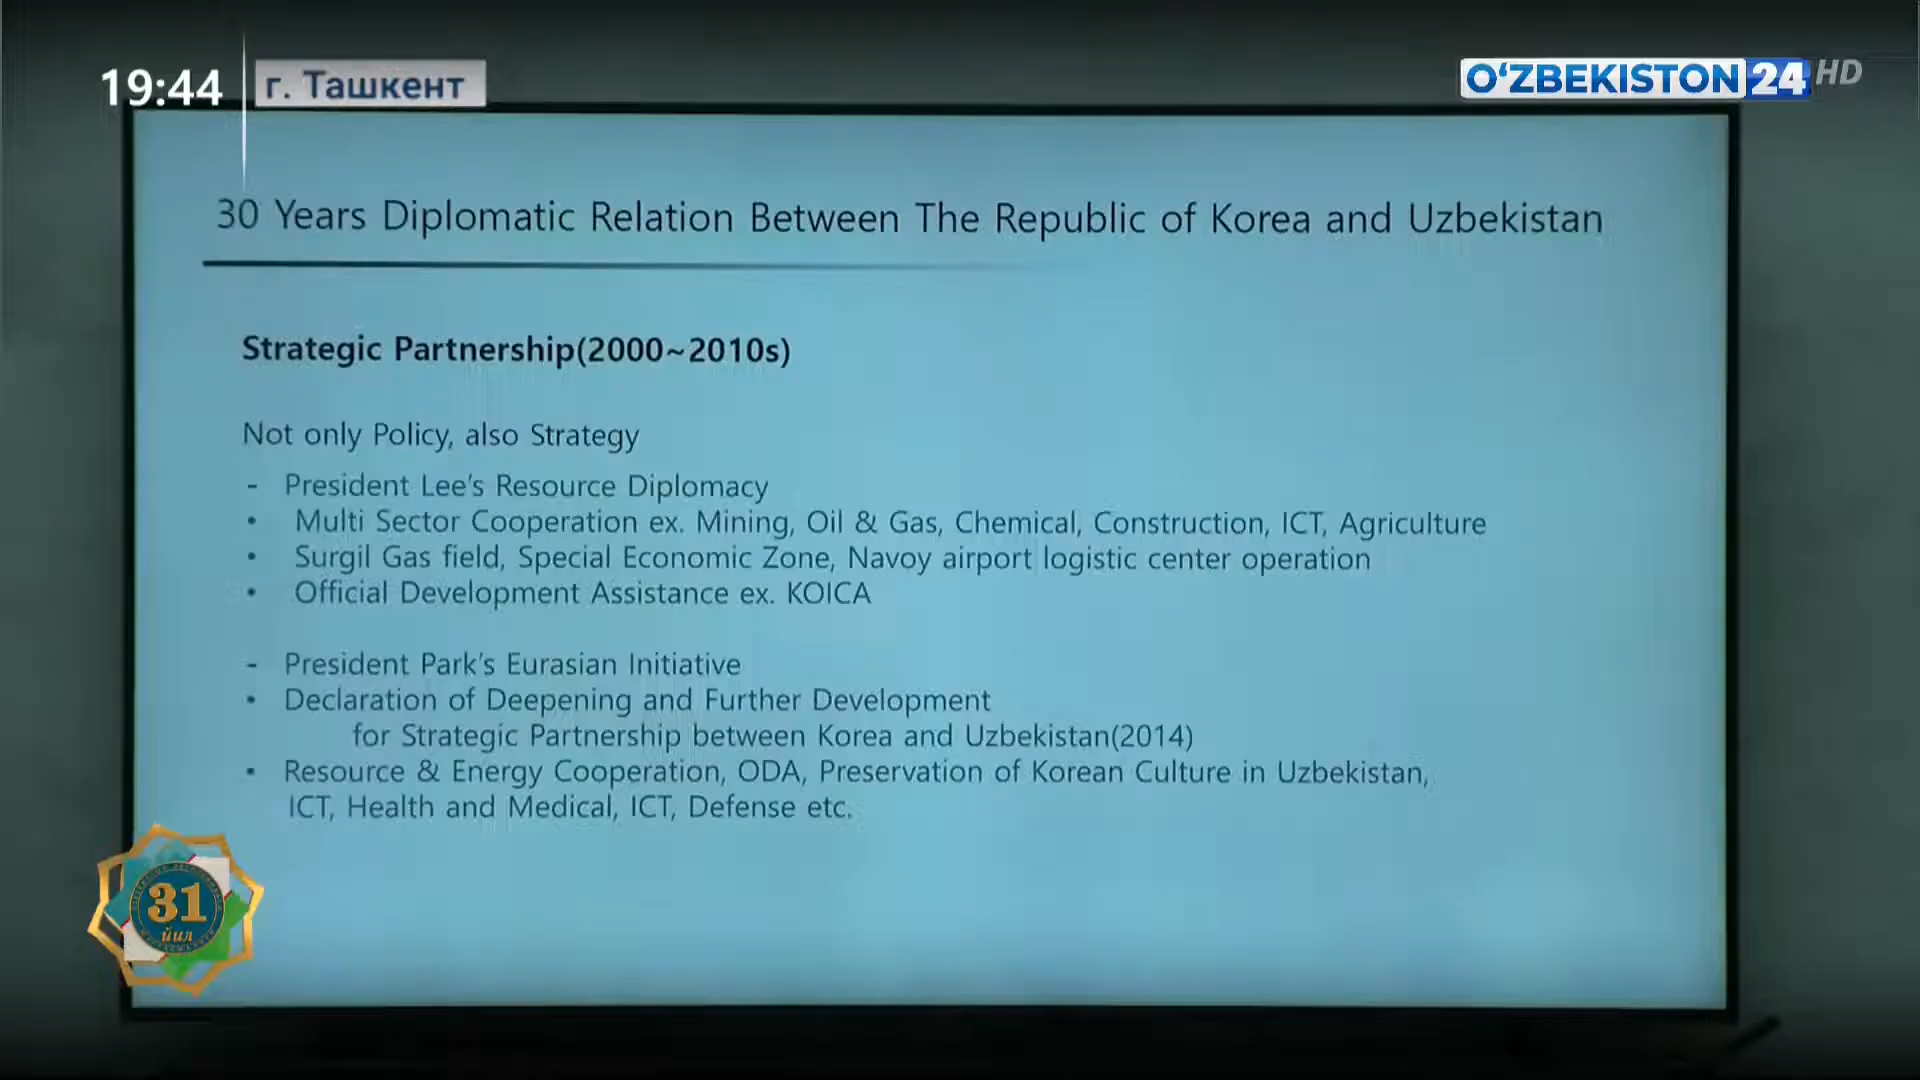 19:44
г. Ташкент
O‘ZBEKISTON 24 HD
30 Years Diplomatic Relation Between The Republic of Korea and Uzbekistan
Strategic Partnership(2000~2010s)
Not only Policy, also Strategy
- President Lee's Resource Diplomacy
• Multi Sector Cooperation ex. Mining, Oil & Gas, Chemical, Construction, ICT, Agriculture
• Surgil Gas field, Special Economic Zone, Navoy airport logistic center operation
• Official Development Assistance ex. KOICA
- President Park's Eurasian Initiative
• Declaration of Deepening and Further Development
for Strategic Partnership between Korea and Uzbekistan(2014)
• Resource & Energy Cooperation, ODA, Preservation of Korean Culture in Uzbekistan,
ICT, Health and Medical, ICT, Defense etc.
31
йил